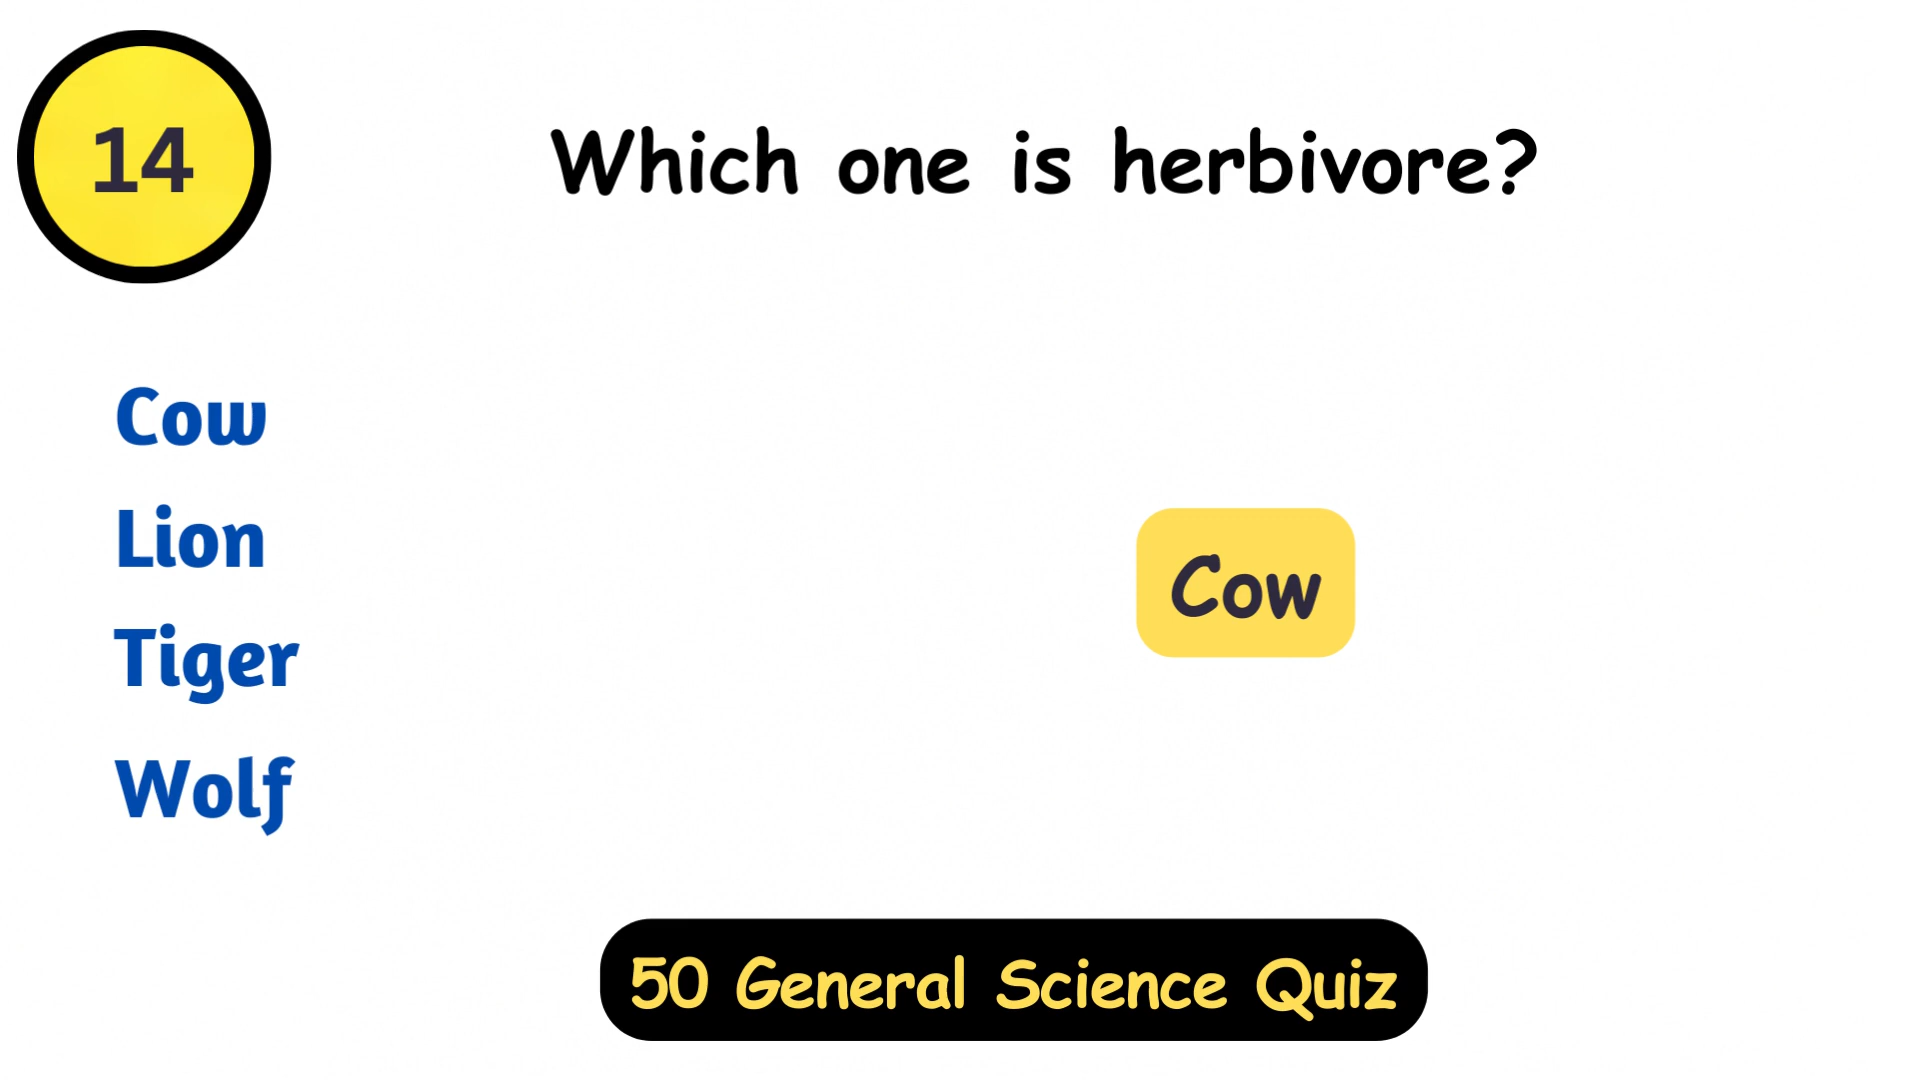 14
Which one is herbivore?
Cow
Lion
Tiger
Wolf
Cow
50 General Science Quiz